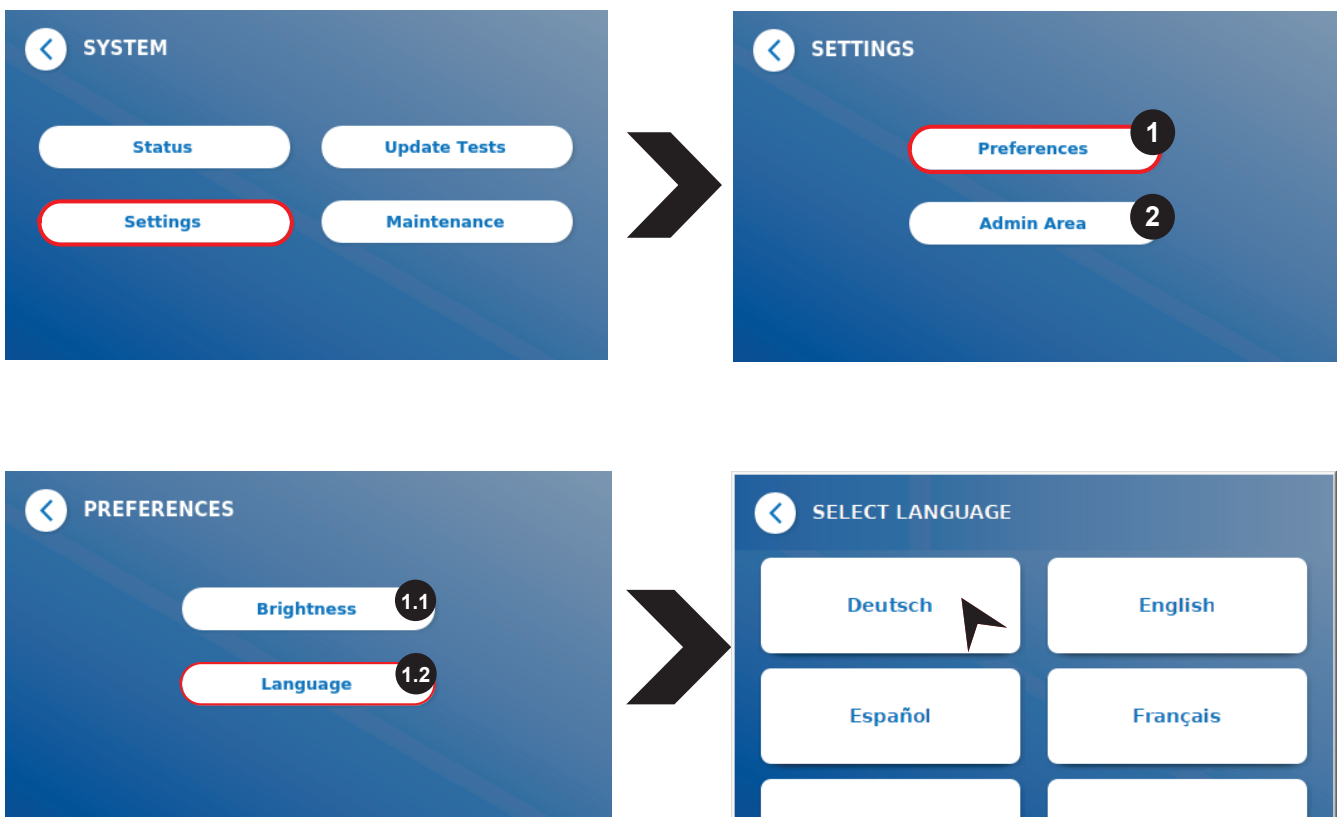 SYSTEM
Status
Update Tests
Settings
Maintenance
SETTINGS
Preferences
1
Admin Area
2
PREFERENCES
Brightness
1.1
Language
1.2
SELECT LANGUAGE
Deutsch
English
Español
Français